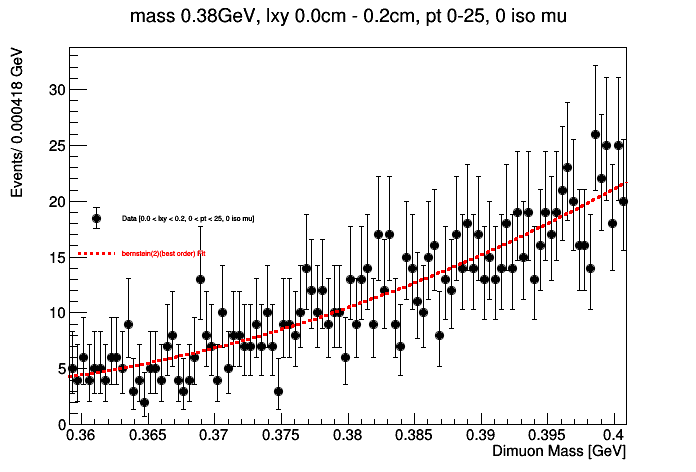 mass 0.38GeV, lxy 0.0cm - 0.2cm, pt 0-25, 0 iso mu
Events/ 0.000418 GeV
30
25
20
15
10
5
0
Data [0.0 < lxy < 0.2, 0 < pt < 25, 0 iso mu]
bernstein(2)(best order) Fit
0.36 0.365 0.37 0.375 0.38 0.385 0.39 0.395 0.4
Dimuon Mass [GeV]